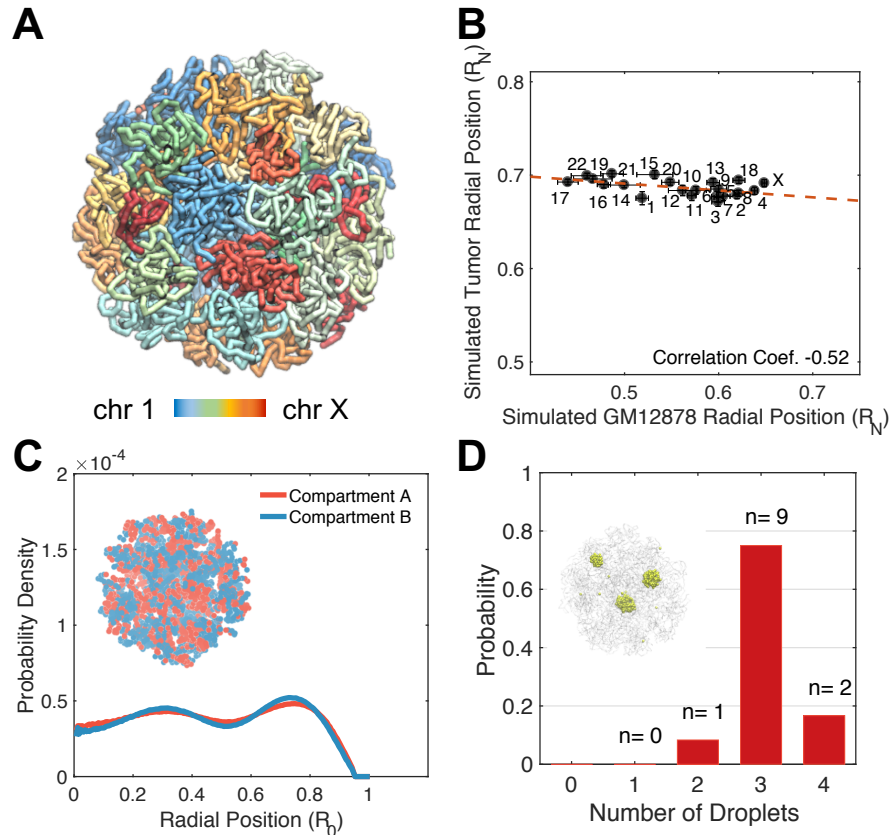 A
chr 1 chr X
B
Simulated Tumor Radial Position (R_N)
0.8
0.7
0.6
0.5
22 19 21 15 20 13 18
10 9 5 X
17 16 14 1 12 11 6 3 7 2 8 4
Correlation Coef. -0.52
0.5 0.6 0.7
Simulated GM12878 Radial Position (R_N)
C
×10^-4
2
1.5
1
0.5
0
Probability Density
Compartment A
Compartment B
0 0.2 0.4 0.6 0.8 1
Radial Position (R_0)
D
1
0.8
0.6
0.4
0.2
0
Probability
n= 9
n= 2
n= 1
n= 0
0 1 2 3 4
Number of Droplets